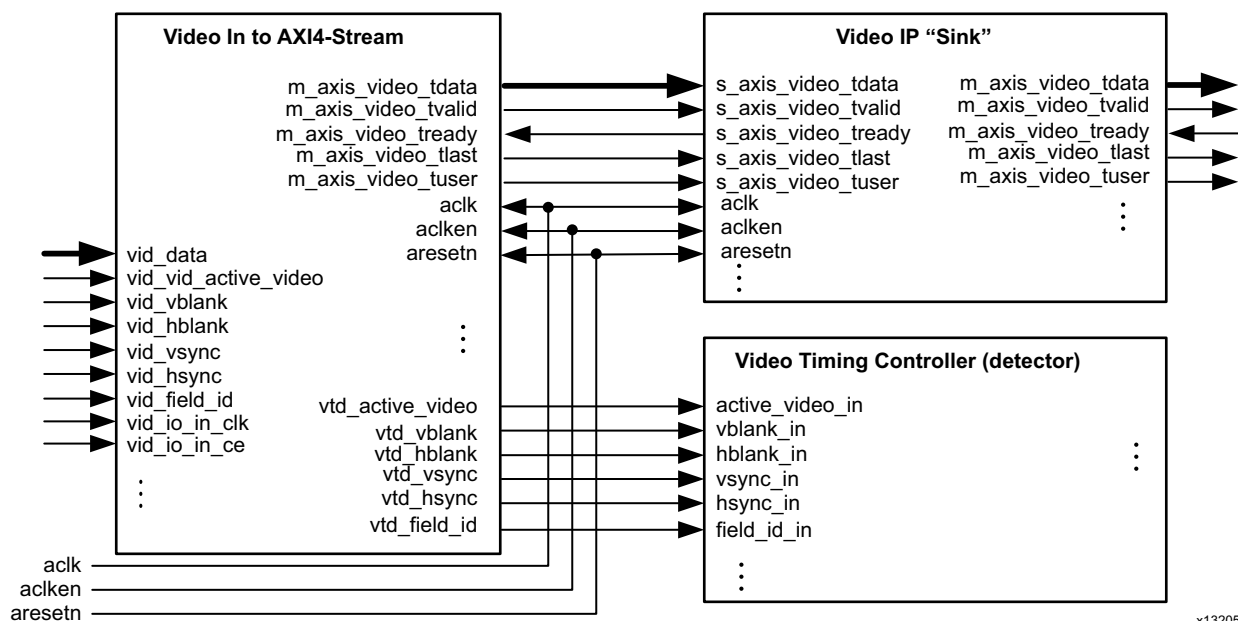 Video In to AXI4-Stream
m_axis_video_tdata
m_axis_video_tvalid
m_axis_video_tready
m_axis_video_tlast
m_axis_video_tuser
aclk
aclken
aresetn
vid_data
vid_vid_active_video
vid_vblank
vid_hblank
vid_vsync
vid_hsync
vid_field_id
vid_io_in_clk
vid_io_in_ce
vtd_active_video
vtd_vblank
vtd_hblank
vtd_vsync
vtd_hsync
vtd_field_id
Video IP “Sink”
s_axis_video_tdata
s_axis_video_tvalid
s_axis_video_tready
s_axis_video_tlast
s_axis_video_tuser
aclk
aclken
aresetn
m_axis_video_tdata
m_axis_video_tvalid
m_axis_video_tready
m_axis_video_tlast
m_axis_video_tuser
Video Timing Controller (detector)
active_video_in
vblank_in
hblank_in
vsync_in
hsync_in
field_id_in
aclk
aclken
aresetn
x13205